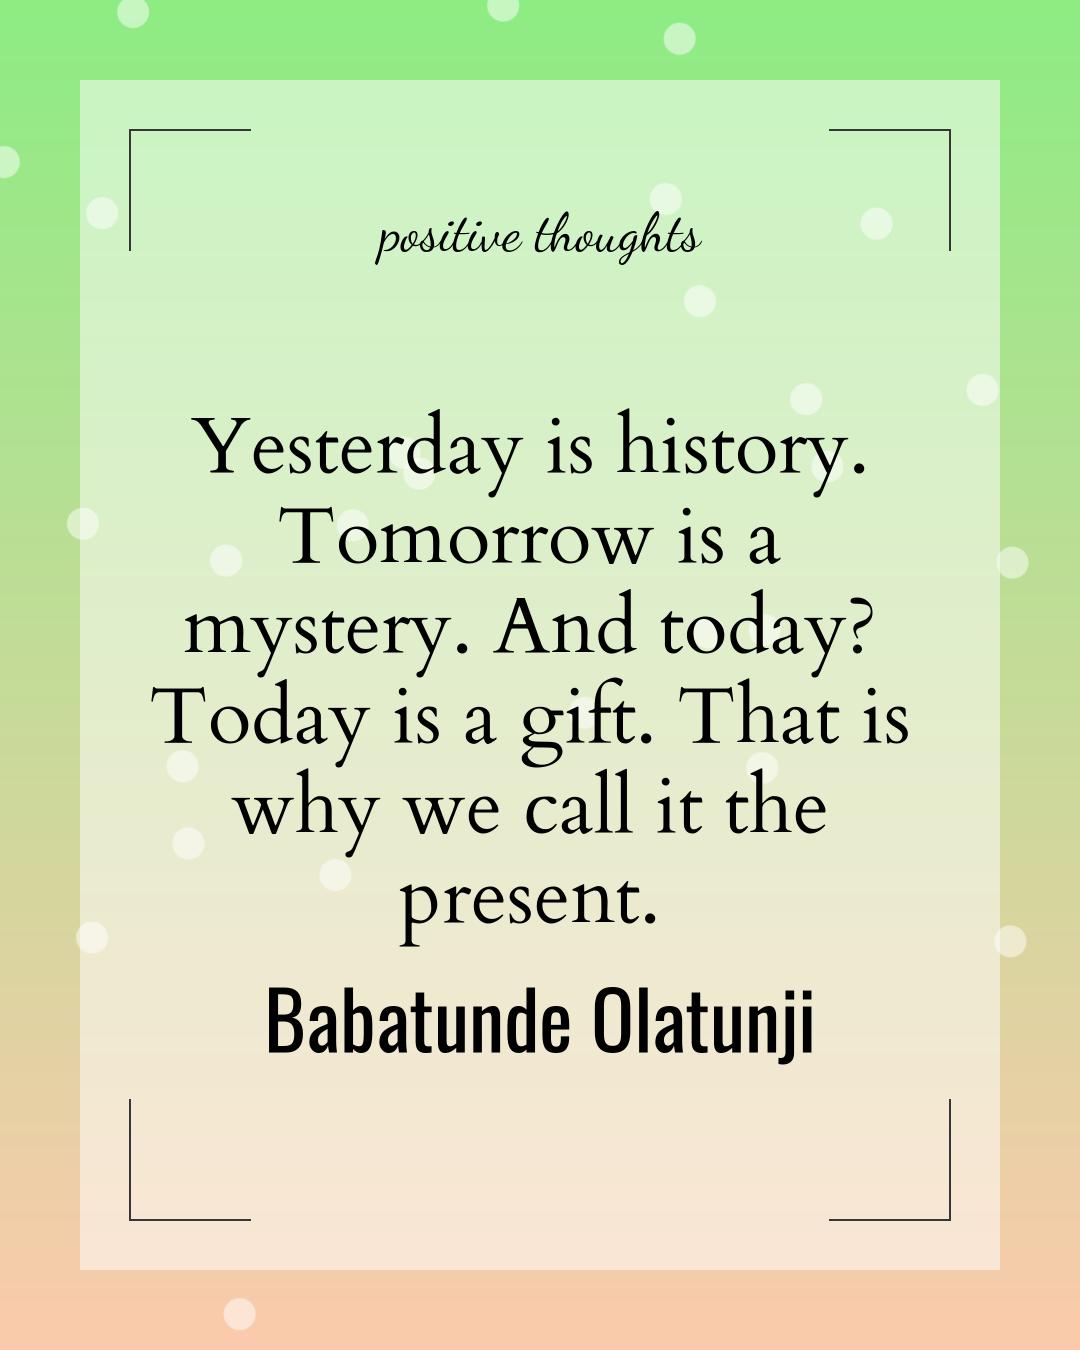 positive thoughts
Yesterday is history.
Tomorrow is a
mystery. And today?
Today is a gift. That is
why we call it the
present.
Babatunde Olatunji